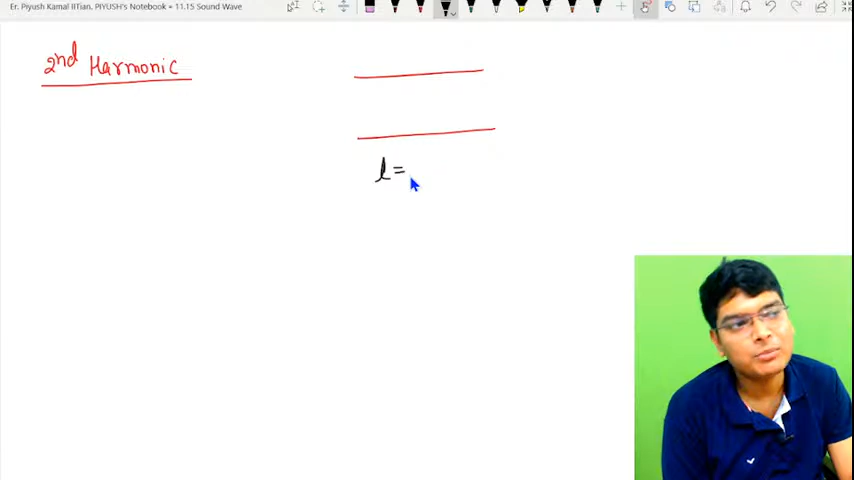 Er. Piyush Kamal IITian. PIYUSH's Notebook » 11.15 Sound Wave
2nd Harmonic
l =